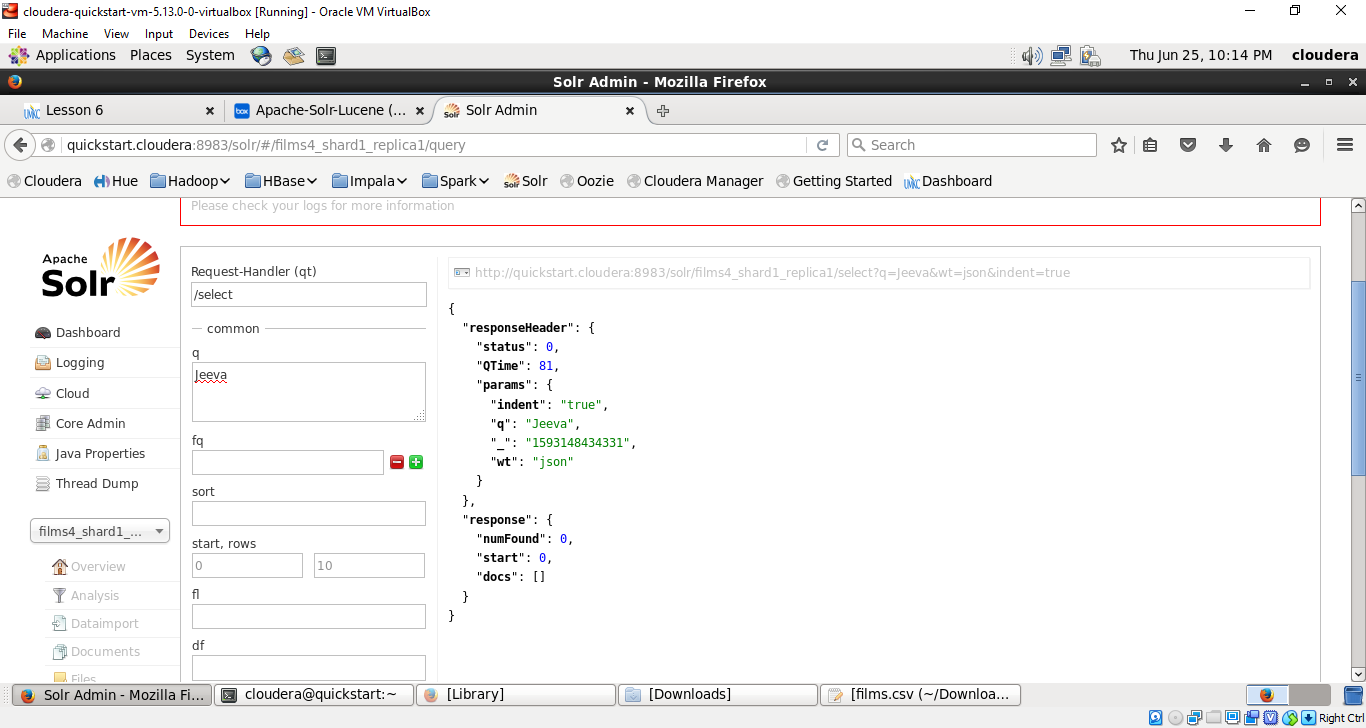 cloudera-quickstart-vm-5.13.0-0-virtualbox [Running] - Oracle VM VirtualBox
File Machine View Input Devices Help
Applications Places System Thu Jun 25, 10:14 PM cloudera
Solr Admin - Mozilla Firefox
Lesson 6 Apache-Solr-Lucene (... Solr Admin
quickstart.cloudera:8983/solr/#/films4_shard1_replica1/query Search
Cloudera Hue Hadoop HBase Impala Spark Solr Oozie Cloudera Manager Getting Started Dashboard
Please check your logs for more information
Apache
Solr
Dashboard
Logging
Cloud
Core Admin
Java Properties
Thread Dump
films4_shard1_...
Overview
Analysis
Dataimport
Documents
Files
Request-Handler (qt)
/select
common
q
Jeeva
fq
sort
start, rows
0 10
fl
df
http://quickstart.cloudera:8983/solr/films4_shard1_replica1/select?q=Jeeva&wt=json&indent=true
{
"responseHeader": {
"status": 0,
"QTime": 81,
"params": {
"indent": "true",
"q": "Jeeva",
"_": "1593148434331",
"wt": "json"
}
},
"response": {
"numFound": 0,
"start": 0,
"docs": []
}
}
Solr Admin - Mozilla Fi... cloudera@quickstart:~ [Library] [Downloads] [films.csv (~/Downloa...
Right Ctrl